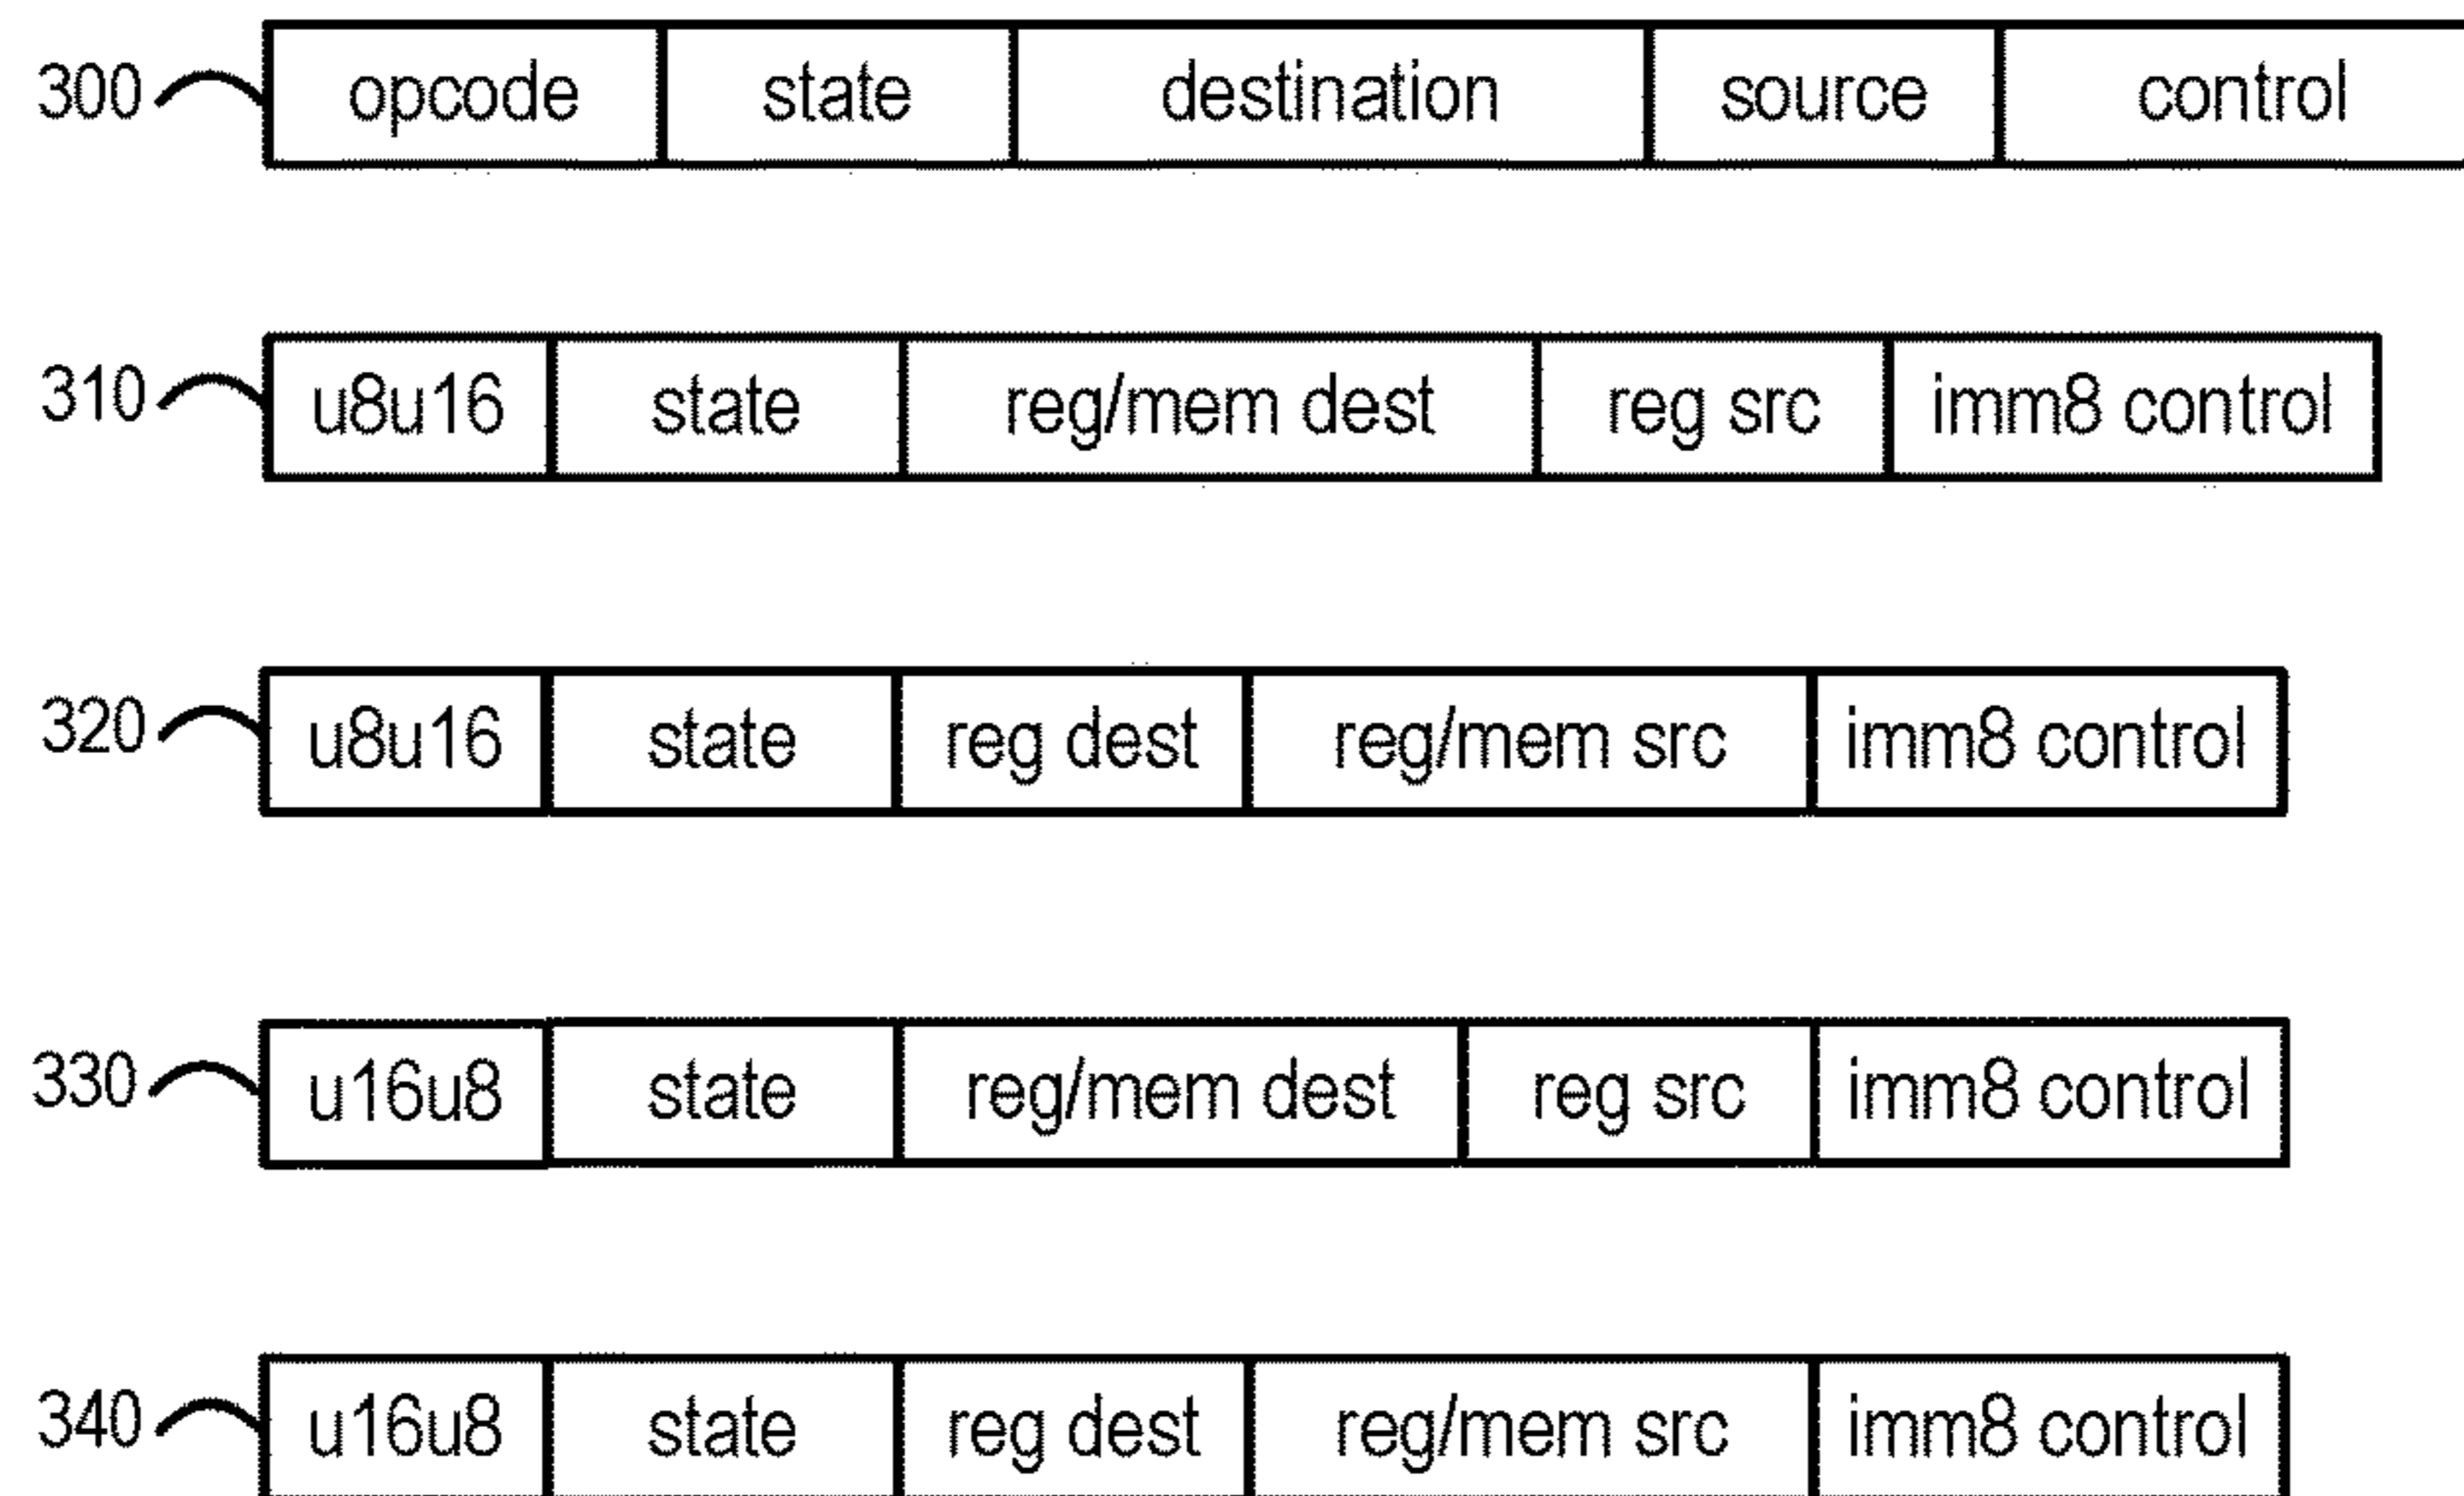 300 opcode state destination source control
310 u8u16 state reg/mem dest reg src imm8 control
320 u8u16 state reg dest reg/mem src imm8 control
330 u16u8 state reg/mem dest reg src imm8 control
340 u16u8 state reg dest reg/mem src imm8 control